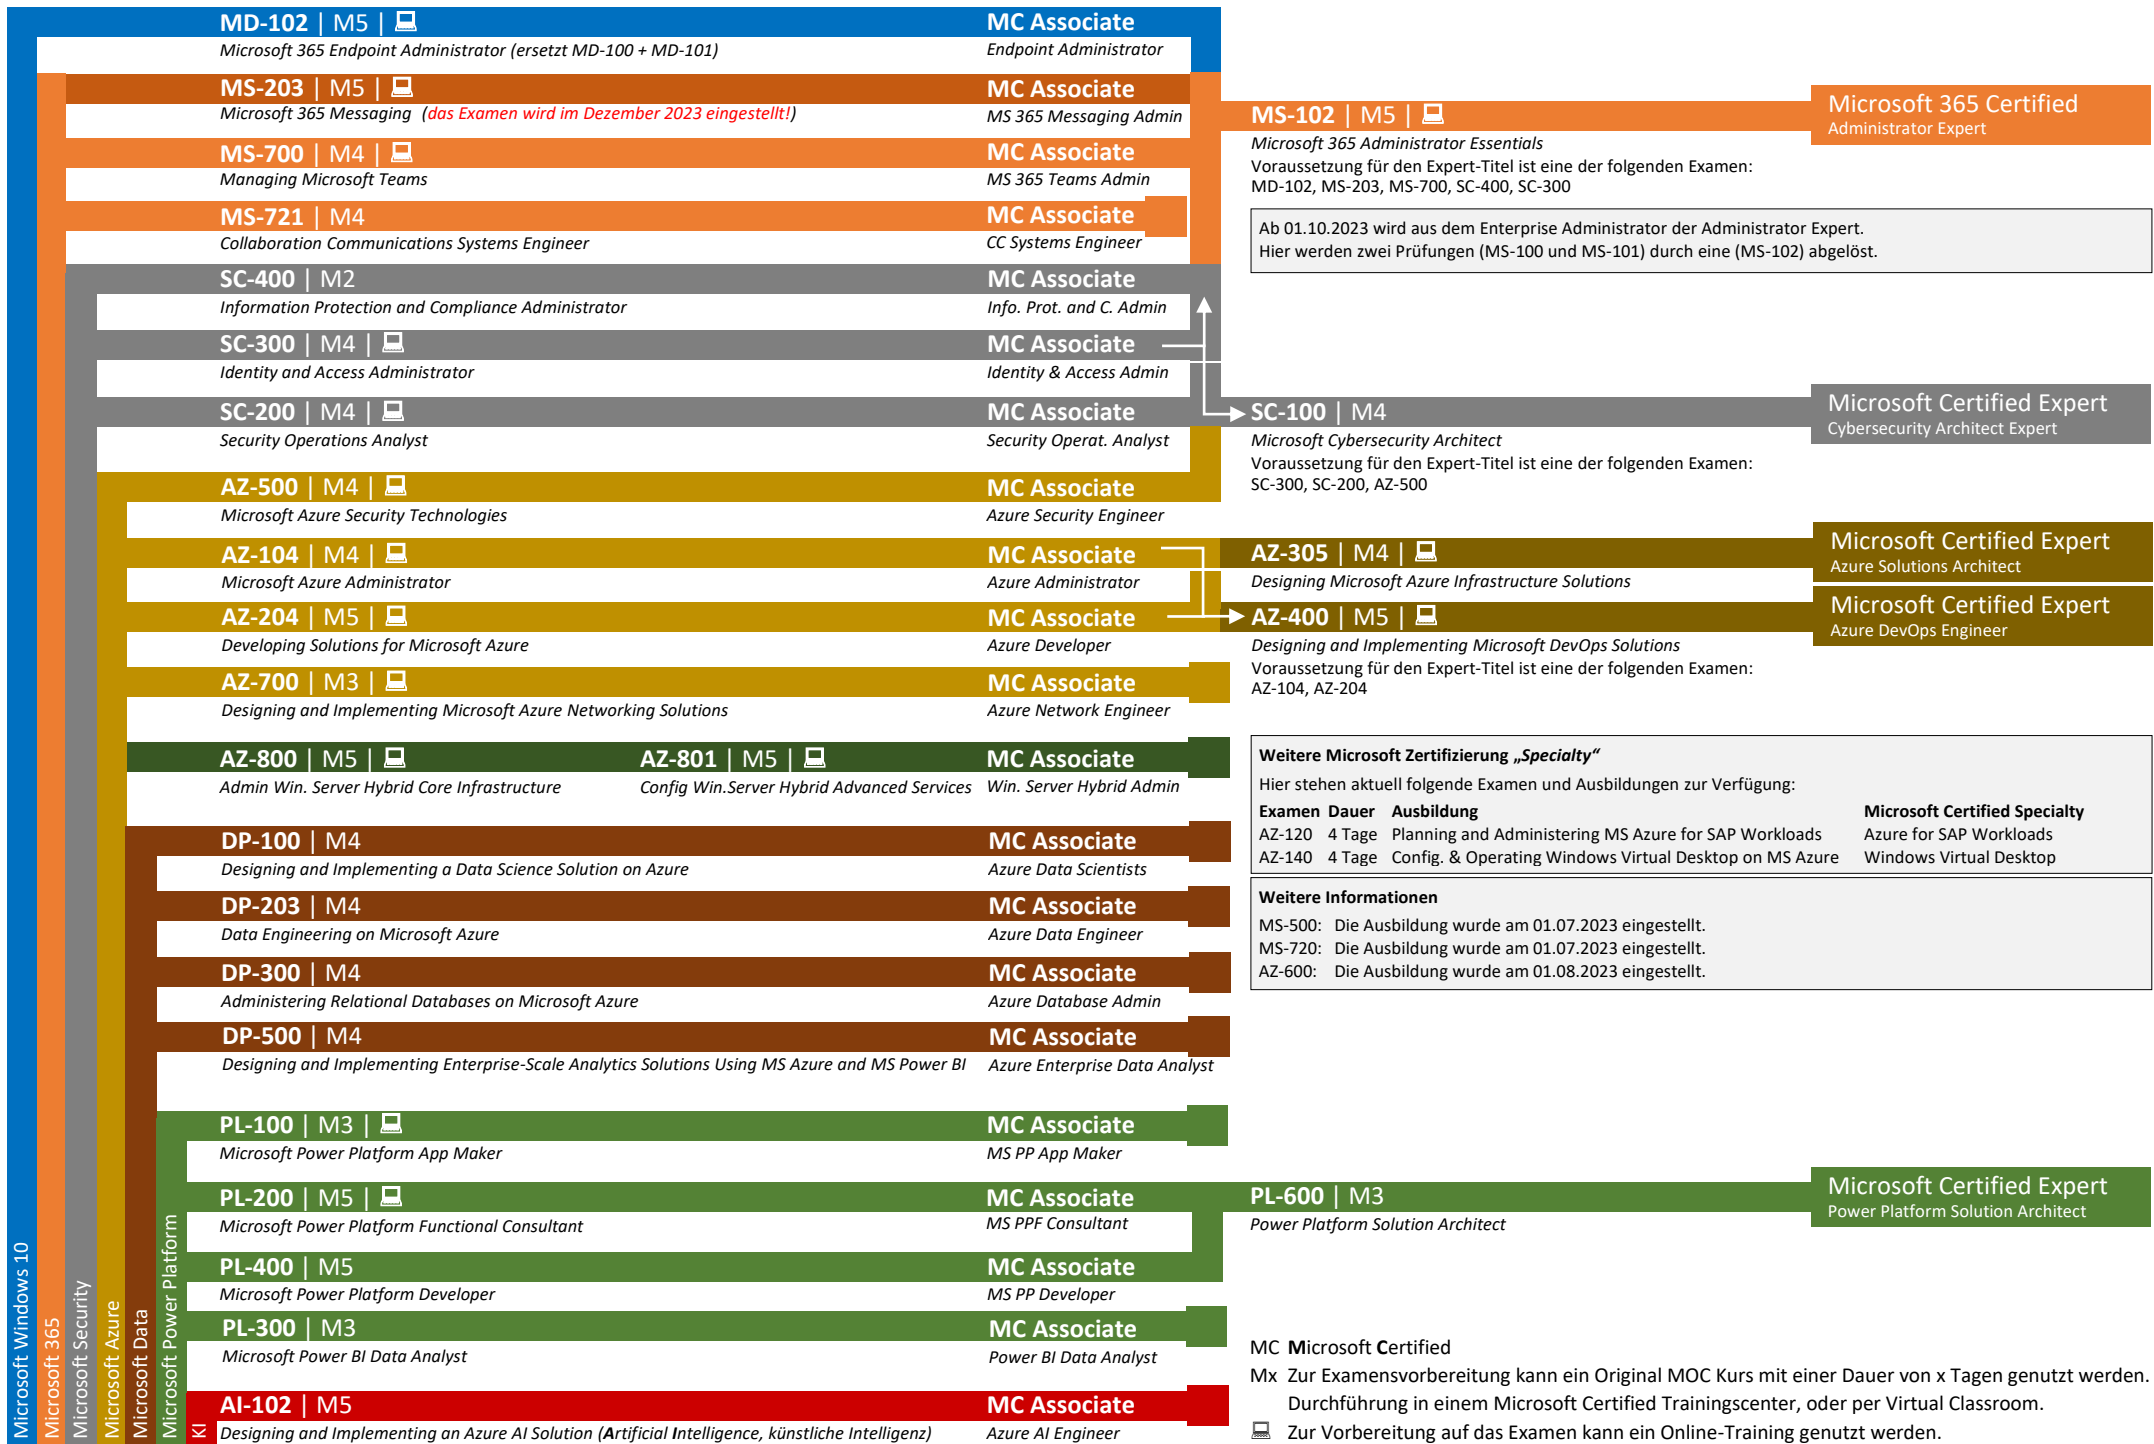 MD-102 | M5 | 💻 MC Associate
Microsoft 365 Endpoint Administrator (ersetzt MD-100 + MD-101) Endpoint Administrator
MS-203 | M5 | 💻 MC Associate
Microsoft 365 Messaging (das Examen wird im Dezember 2023 eingestellt!) MS 365 Messaging Admin
MS-700 | M4 | 💻 MC Associate
Managing Microsoft Teams MS 365 Teams Admin
MS-721 | M4 MC Associate
Collaboration Communications Systems Engineer CC Systems Engineer
SC-400 | M2 MC Associate
Information Protection and Compliance Administrator Info. Prot. and C. Admin
SC-300 | M4 | 💻 MC Associate
Identity and Access Administrator Identity & Access Admin
SC-200 | M4 | 💻 MC Associate
Security Operations Analyst Security Operat. Analyst
AZ-500 | M4 | 💻 MC Associate
Microsoft Azure Security Technologies Azure Security Engineer
AZ-104 | M4 | 💻 MC Associate
Microsoft Azure Administrator Azure Administrator
AZ-204 | M5 | 💻 MC Associate
Developing Solutions for Microsoft Azure Azure Developer
AZ-700 | M3 | 💻 MC Associate
Designing and Implementing Microsoft Azure Networking Solutions Azure Network Engineer
AZ-800 | M5 | 💻 AZ-801 | M5 | 💻 MC Associate
Admin Win. Server Hybrid Core Infrastructure Config Win.Server Hybrid Advanced Services Win. Server Hybrid Admin
DP-100 | M4 MC Associate
Designing and Implementing a Data Science Solution on Azure Azure Data Scientists
DP-203 | M4 MC Associate
Data Engineering on Microsoft Azure Azure Data Engineer
DP-300 | M4 MC Associate
Administering Relational Databases on Microsoft Azure Azure Database Admin
DP-500 | M4 MC Associate
Designing and Implementing Enterprise-Scale Analytics Solutions Using MS Azure and MS Power BI Azure Enterprise Data Analyst
PL-100 | M3 | 💻 MC Associate
Microsoft Power Platform App Maker MS PP App Maker
PL-200 | M5 | 💻 MC Associate
Microsoft Power Platform Functional Consultant MS PPF Consultant
PL-400 | M5 MC Associate
Microsoft Power Platform Developer MS PP Developer
PL-300 | M3 MC Associate
Microsoft Power BI Data Analyst Power BI Data Analyst
AI-102 | M5 MC Associate
Designing and Implementing an Azure AI Solution (Artificial Intelligence, künstliche Intelligenz) Azure AI Engineer
Microsoft Windows 10
Microsoft 365
Microsoft Security
Microsoft Azure
Microsoft Data
Microsoft Power Platform
KI
MS-102 | M5 | 💻 Microsoft 365 Certified
Administrator Expert
Microsoft 365 Administrator Essentials
Voraussetzung für den Expert-Titel ist eine der folgenden Examen:
MD-102, MS-203, MS-700, SC-400, SC-300
Ab 01.10.2023 wird aus dem Enterprise Administrator der Administrator Expert.
Hier werden zwei Prüfungen (MS-100 und MS-101) durch eine (MS-102) abgelöst.
SC-100 | M4 Microsoft Certified Expert
Cybersecurity Architect Expert
Microsoft Cybersecurity Architect
Voraussetzung für den Expert-Titel ist eine der folgenden Examen:
SC-300, SC-200, AZ-500
AZ-305 | M4 | 💻 Microsoft Certified Expert
Azure Solutions Architect
Designing Microsoft Azure Infrastructure Solutions
AZ-400 | M5 | 💻 Microsoft Certified Expert
Azure DevOps Engineer
Designing and Implementing Microsoft DevOps Solutions
Voraussetzung für den Expert-Titel ist eine der folgenden Examen:
AZ-104, AZ-204
Weitere Microsoft Zertifizierung „Specialty“
Hier stehen aktuell folgende Examen und Ausbildungen zur Verfügung:
Examen Dauer Ausbildung Microsoft Certified Specialty
AZ-120 4 Tage Planning and Administering MS Azure for SAP Workloads Azure for SAP Workloads
AZ-140 4 Tage Config. & Operating Windows Virtual Desktop on MS Azure Windows Virtual Desktop
Weitere Informationen
MS-500: Die Ausbildung wurde am 01.07.2023 eingestellt.
MS-720: Die Ausbildung wurde am 01.07.2023 eingestellt.
AZ-600: Die Ausbildung wurde am 01.08.2023 eingestellt.
PL-600 | M3 Microsoft Certified Expert
Power Platform Solution Architect
Power Platform Solution Architect
MC Microsoft Certified
Mx Zur Examensvorbereitung kann ein Original MOC Kurs mit einer Dauer von x Tagen genutzt werden.
Durchführung in einem Microsoft Certified Trainingscenter, oder per Virtual Classroom.
💻 Zur Vorbereitung auf das Examen kann ein Online-Training genutzt werden.